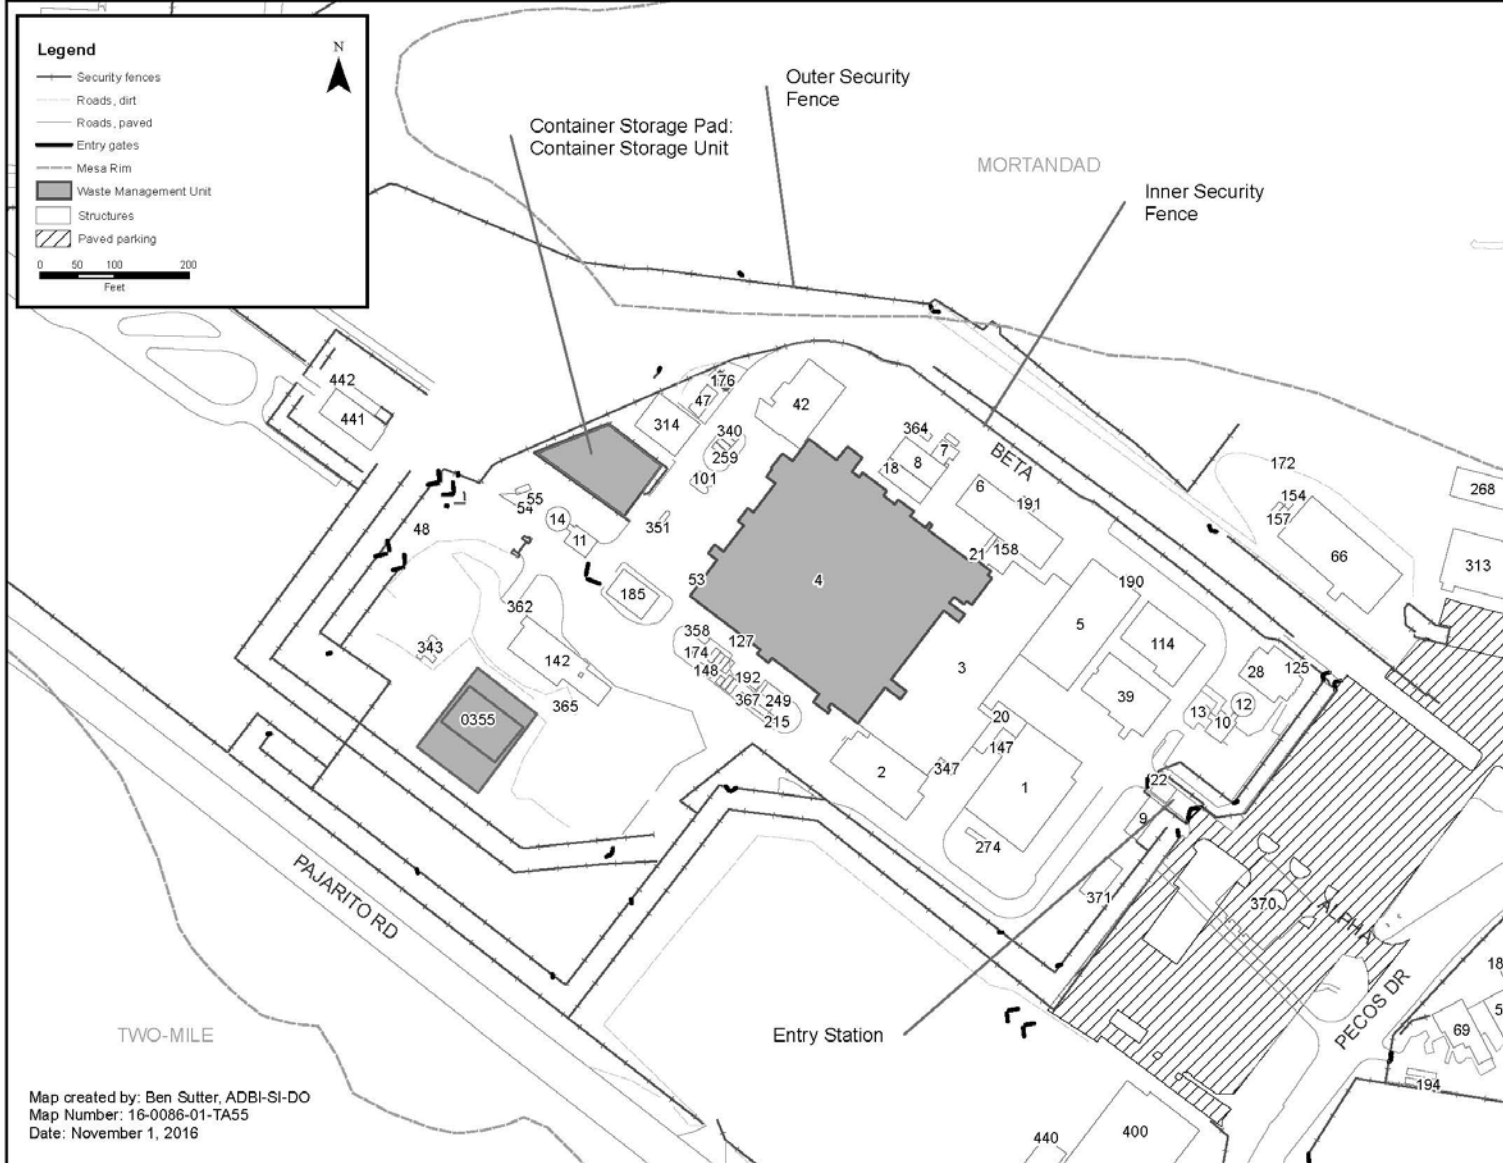 Legend
N
Security fences
Roads, dirt
Roads, paved
Entry gates
Mesa Rim
Waste Management Unit
Structures
Paved parking
0 50 100 200
Feet
Outer Security
Fence
Container Storage Pad:
Container Storage Unit
MORTANDAD
Inner Security
Fence
442
441
176
47
42
314
340
259
101
364
7
8
18
BETA
6
191
172
154
157
268
66
313
55
54
14
11
351
48
21
158
53
4
185
190
5
114
362
358
127
174
148
192
367
249
215
343
142
3
39
28
125
365
0355
13
12
10
20
147
2
347
1
22
9
274
371
370
ALPHA
PAJARITO RD
PECOS DR
18
5
69
194
Entry Station
TWO-MILE
440
400
Map created by: Ben Sutter, ADBI-SI-DO
Map Number: 16-0086-01-TA55
Date: November 1, 2016